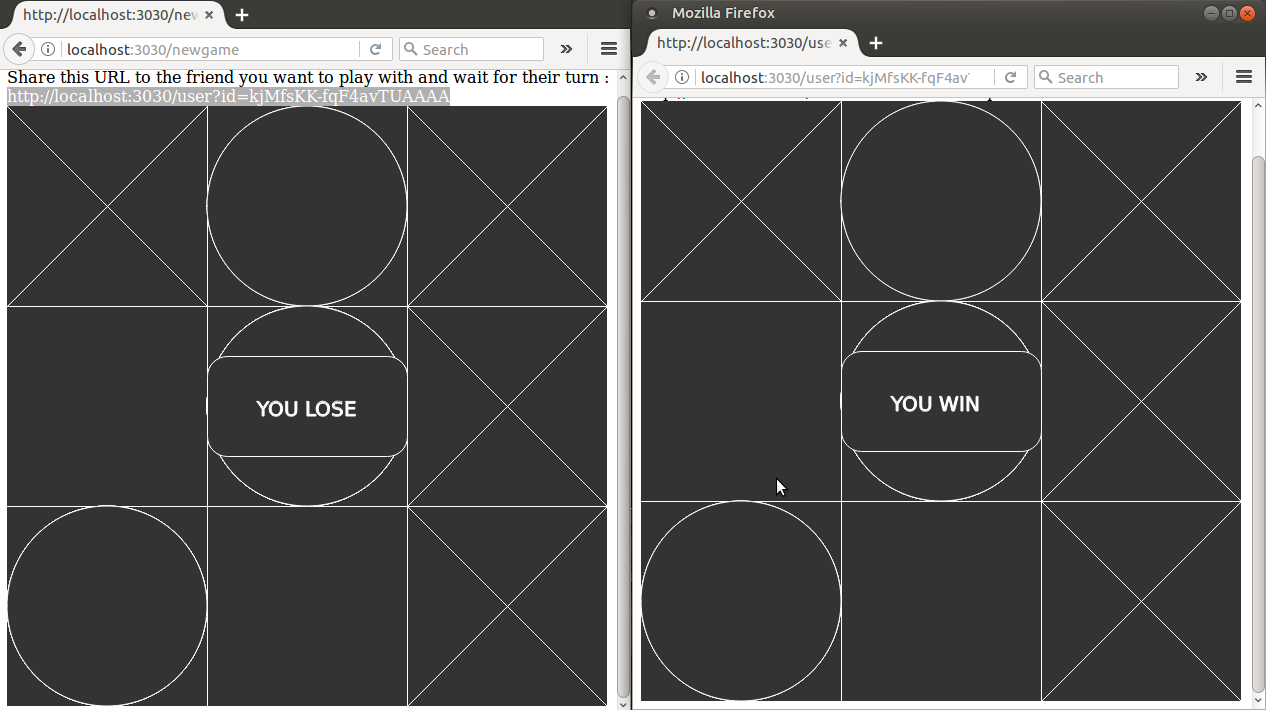 http://localhost:3030/new
localhost:3030/newgame
Search
Share this URL to the friend you want to play with and wait for their turn :
http://localhost:3030/user?id=kjMfsKK-fqF4avTUAAAA
YOU LOSE
Mozilla Firefox
http://localhost:3030/use
localhost:3030/user?id=kjMfsKK-fqF4av
Search
YOU WIN